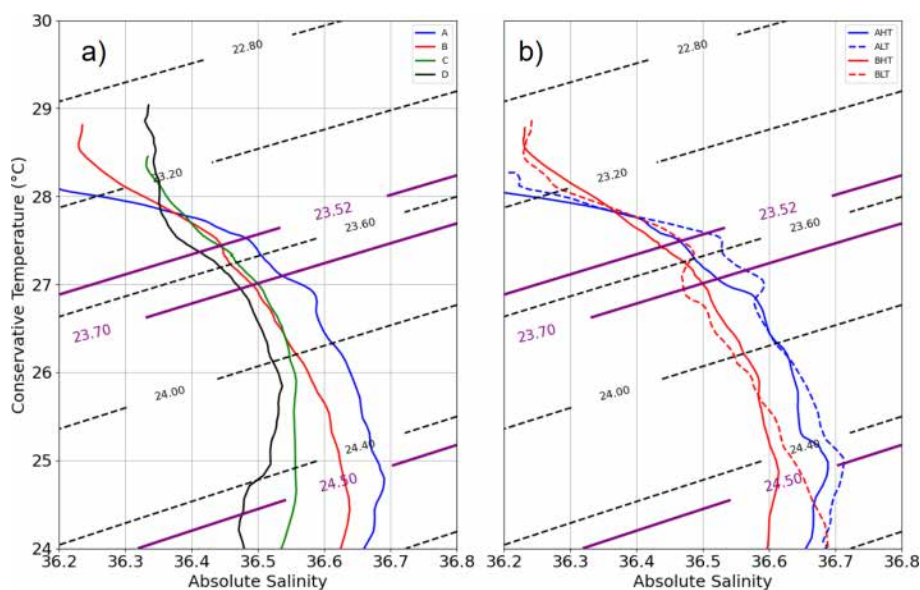 a)
A
B
C
D
22.80
23.20
23.52
23.60
23.70
24.00
24.40
24.50
30
29
28
27
26
25
24
Conservative Temperature (°C)
36.2 36.3 36.4 36.5 36.6 36.7 36.8
Absolute Salinity
b)
AHT
ALT
BHT
BLT
22.80
23.20
23.52
23.60
23.70
24.00
24.40
24.50
36.2 36.3 36.4 36.5 36.6 36.7 36.8
Absolute Salinity